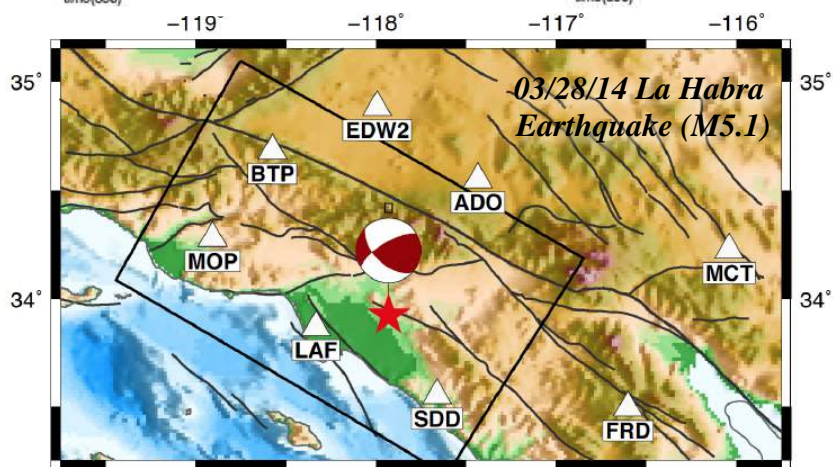 -119° -118° -117° -116°
35° 03/28/14 La Habra 35°
Earthquake (M5.1)
EDW2
BTP
ADO
MOP
MCT
34° 34°
LAF
SDD
FRD